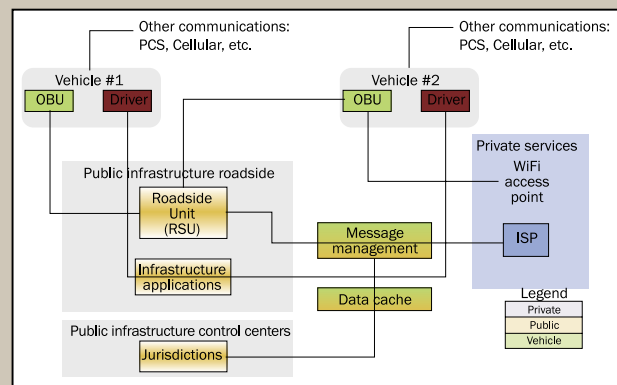 Other communications:
PCS, Cellular, etc.
Other communications:
PCS, Cellular, etc.
Vehicle #1
OBU
Driver
Vehicle #2
OBU
Driver
Private services
WiFi
access
point
ISP
Public infrastructure roadside
Roadside
Unit
(RSU)
Message
management
Infrastructure
applications
Data cache
Public infrastructure control centers
Jurisdictions
Legend
Private
Public
Vehicle